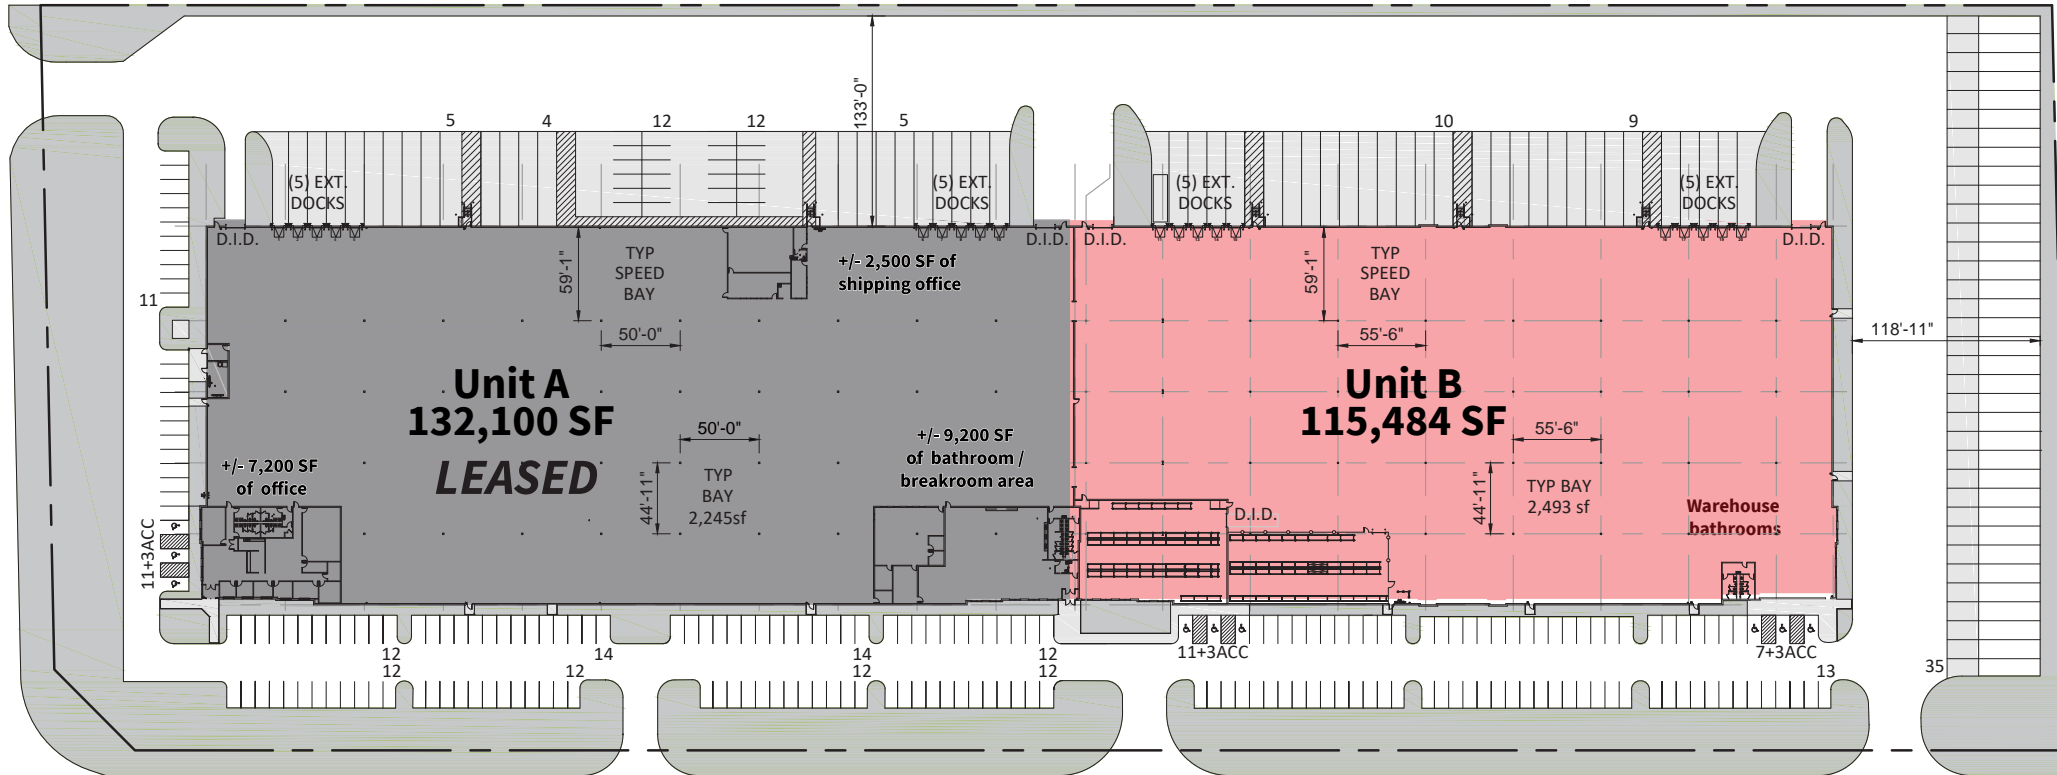 133'-0"
5
4
12
12
5
10
9
(5) EXT.
DOCKS
(5) EXT.
DOCKS
(5) EXT.
DOCKS
(5) EXT.
DOCKS
D.I.D.
D.I.D.
D.I.D.
D.I.D.
59'-1"
TYP
SPEED
BAY
+/- 2,500 SF of
shipping office
59'-1"
TYP
SPEED
BAY
11
50'-0"
55'-6"
118'-11"
Unit A
132,100 SF
LEASED
Unit B
115,484 SF
50'-0"
55'-6"
+/- 7,200 SF
of office
44'-11"
TYP
BAY
2,245sf
+/- 9,200 SF
of bathroom /
breakroom area
44'-11"
TYP BAY
2,493 sf
D.I.D.
Warehouse
bathrooms
11+3ACC
12
14
14
12
11+3ACC
7+3ACC
12
12
12
12
13
35